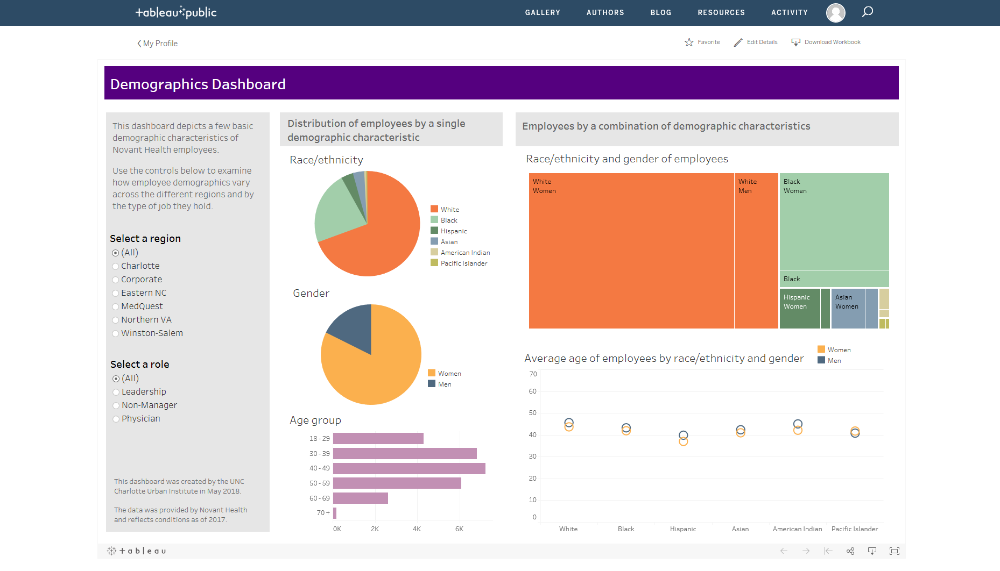 tableau public
GALLERY
AUTHORS
BLOG
RESOURCES
ACTIVITY
My Profile
Favorite
Edit Details
Download Workbook
Demographics Dashboard
This dashboard depicts a few basic
demographic characteristics of
Novant Health employees.
Use the controls below to examine
how employee demographics vary
across the different regions and by
the type of job they hold.
Select a region
(All)
Charlotte
Corporate
Eastern NC
MedQuest
Northern VA
Winston-Salem
Select a role
(All)
Leadership
Non-Manager
Physician
This dashboard was created by the UNC
Charlotte Urban Institute in May 2018.
The data was provided by Novant Health
and reflects conditions as of 2017.
Distribution of employees by a single
demographic characteristic
Race/ethnicity
White
Black
Hispanic
Asian
American Indian
Pacific Islander
Gender
Women
Men
Age group
18 - 29
30 - 39
40 - 49
50 - 59
60 - 69
70 +
0K
2K
4K
6K
Employees by a combination of demographic characteristics
Race/ethnicity and gender of employees
White
Women
White
Men
Black
Women
Black
Hispanic
Women
Asian
Women
Average age of employees by race/ethnicity and gender
Women
Men
70
60
50
40
30
20
10
0
White
Black
Hispanic
Asian
American Indian
Pacific Islander
tableau